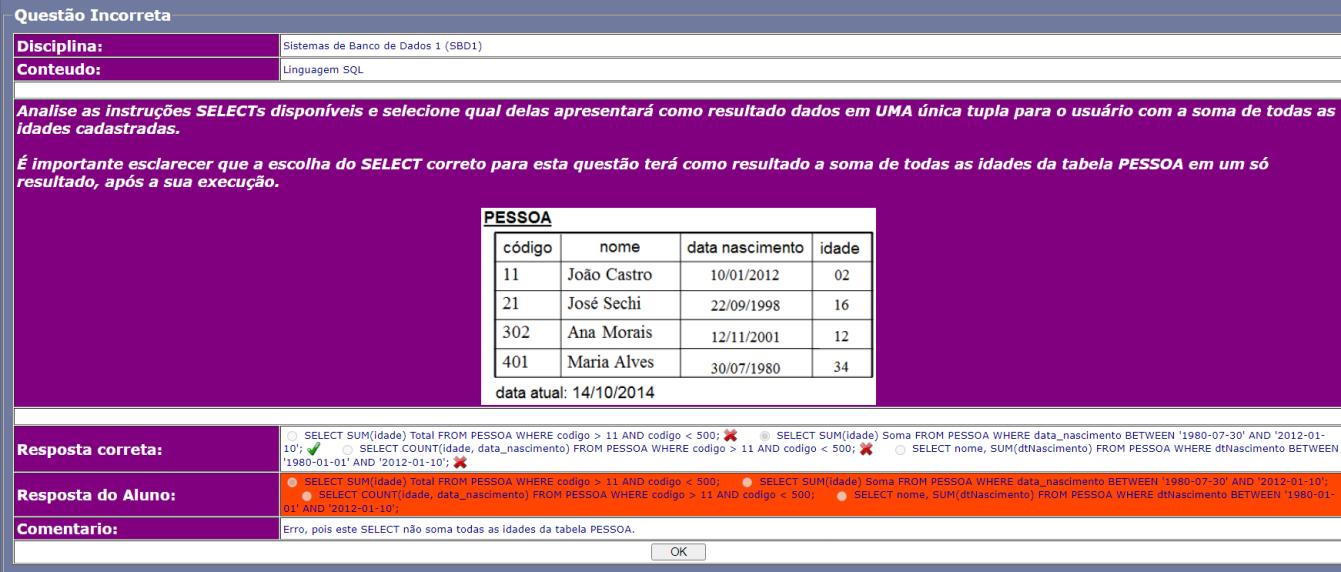 Questão Incorreta
Disciplina: Sistemas de Banco de Dados 1 (SBD1)
Conteudo: Linguagem SQL
Analise as instruções SELECTs disponíveis e selecione qual delas apresentará como resultado dados em UMA única tupla para o usuário com a soma de todas as
idades cadastradas.
É importante esclarecer que a escolha do SELECT correto para esta questão terá como resultado a soma de todas as idades da tabela PESSOA em um só
resultado, após a sua execução.
PESSOA
código nome data nascimento idade
11 João Castro 10/01/2012 02
21 José Sechi 22/09/1998 16
302 Ana Morais 12/11/2001 12
401 Maria Alves 30/07/1980 34
data atual: 14/10/2014
Resposta correta:
SELECT SUM(idade) Total FROM PESSOA WHERE codigo > 11 AND codigo < 500; SELECT SUM(idade) Soma FROM PESSOA WHERE data_nascimento BETWEEN '1980-07-30' AND '2012-01-
10'; SELECT COUNT(idade, data_nascimento) FROM PESSOA WHERE codigo > 11 AND codigo < 500; SELECT nome, SUM(dtNascimento) FROM PESSOA WHERE dtNascimento BETWEEN
'1980-01-01' AND '2012-01-10';
Resposta do Aluno:
SELECT SUM(idade) Total FROM PESSOA WHERE codigo > 11 AND codigo < 500; SELECT SUM(idade) Soma FROM PESSOA WHERE data_nascimento BETWEEN '1980-07-30' AND '2012-01-10';
SELECT COUNT(idade, data_nascimento) FROM PESSOA WHERE codigo > 11 AND codigo < 500; SELECT nome, SUM(dtNascimento) FROM PESSOA WHERE dtNascimento BETWEEN '1980-01-
01' AND '2012-01-10';
Comentario: Erro, pois este SELECT não soma todas as idades da tabela PESSOA.
OK